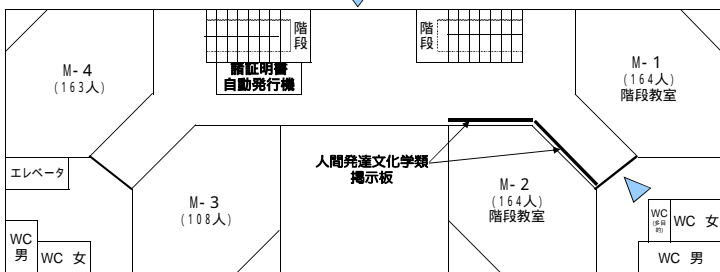 階
段
階
段
諸証明書
自動発行機
M-4
(163人)
M-1
(164人)
階段教室
エレベータ
人間発達文化学類
掲示板
M-3
(108人)
M-2
(164人)
階段教室
WC
男
WC 女
WC
(多目
的)
WC 女
WC 男